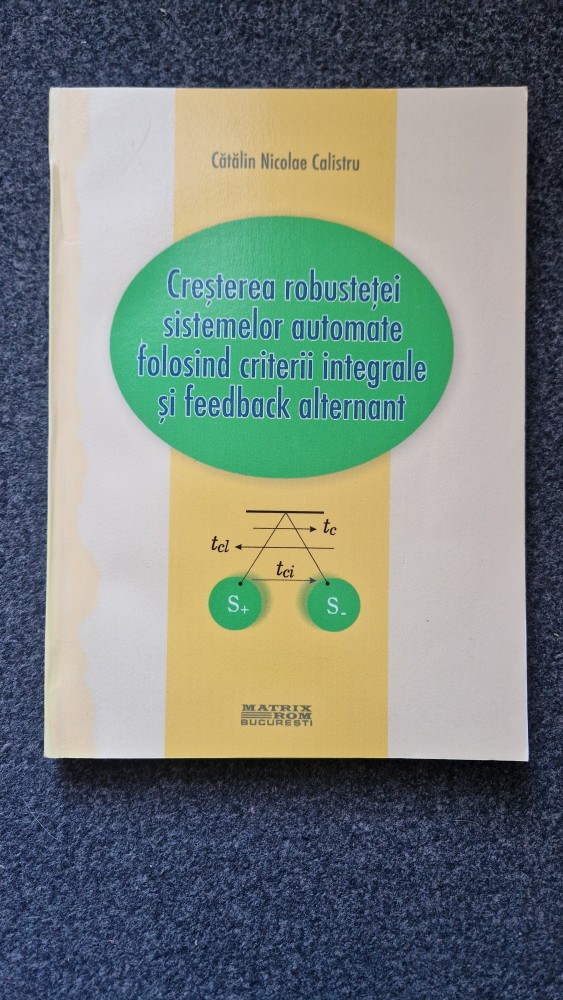 Cătălin Nicolae Calistru
Creșterea robusteței
sistemelor automate
folosind criterii integrale
și feedback alternant
tc
tcl
tci
S+
S-
MATRIX
ROM
BUCUREȘTI